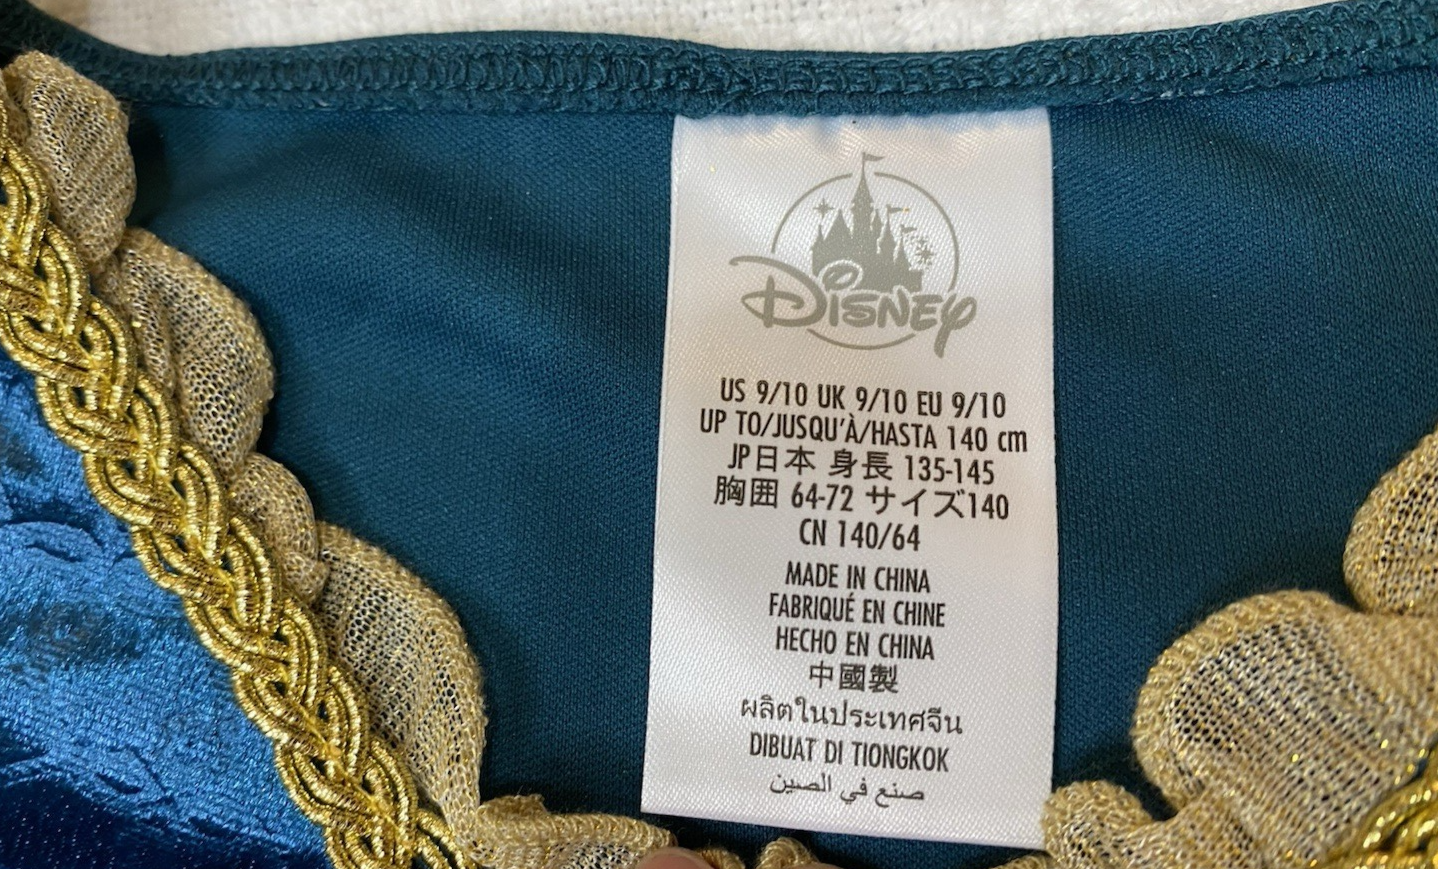 Disney
US 9/10 UK 9/10 EU 9/10
UP TO/JUSQU'À/HASTA 140 cm
JP日本 身長 135-145
胸囲 64-72 サイズ140
CN 140/64
MADE IN CHINA
FABRIQUÉ EN CHINE
HECHO EN CHINA
中國製
ผลิตในประเทศจีน
DIBUAT DI TIONGKOK
صنع في الصين